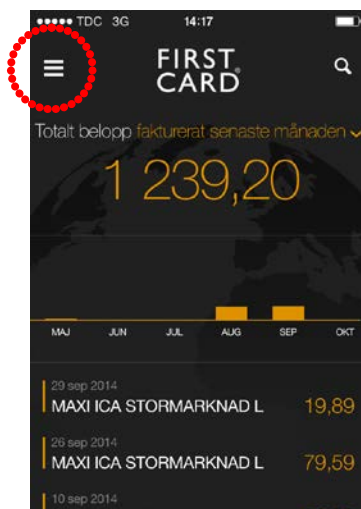 TDC 3G 14:17
FIRST
CARD
Totalt belopp fakturerat senaste månaden
1 239,20
MAJ JUN JUL AUG SEP OKT
29 sep 2014
MAXI ICA STORMARKNAD L 19,89
26 sep 2014
MAXI ICA STORMARKNAD L 79,59
10 sep 2014